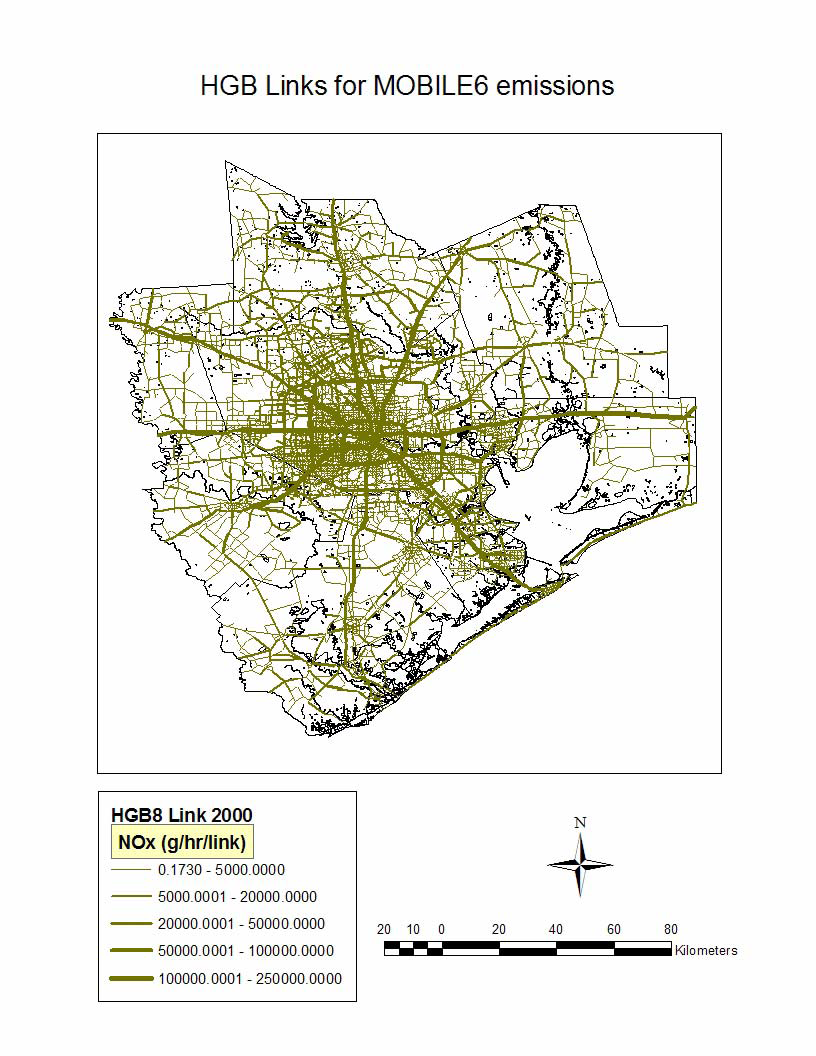 HGB Links for MOBILE6 emissions
HGB8 Link 2000
NOx (g/hr/link)
0.1730 - 5000.0000
5000.0001 - 20000.0000
20000.0001 - 50000.0000
50000.0001 - 100000.0000
100000.0001 - 250000.0000
N
20 10 0 20 40 60 80
Kilometers